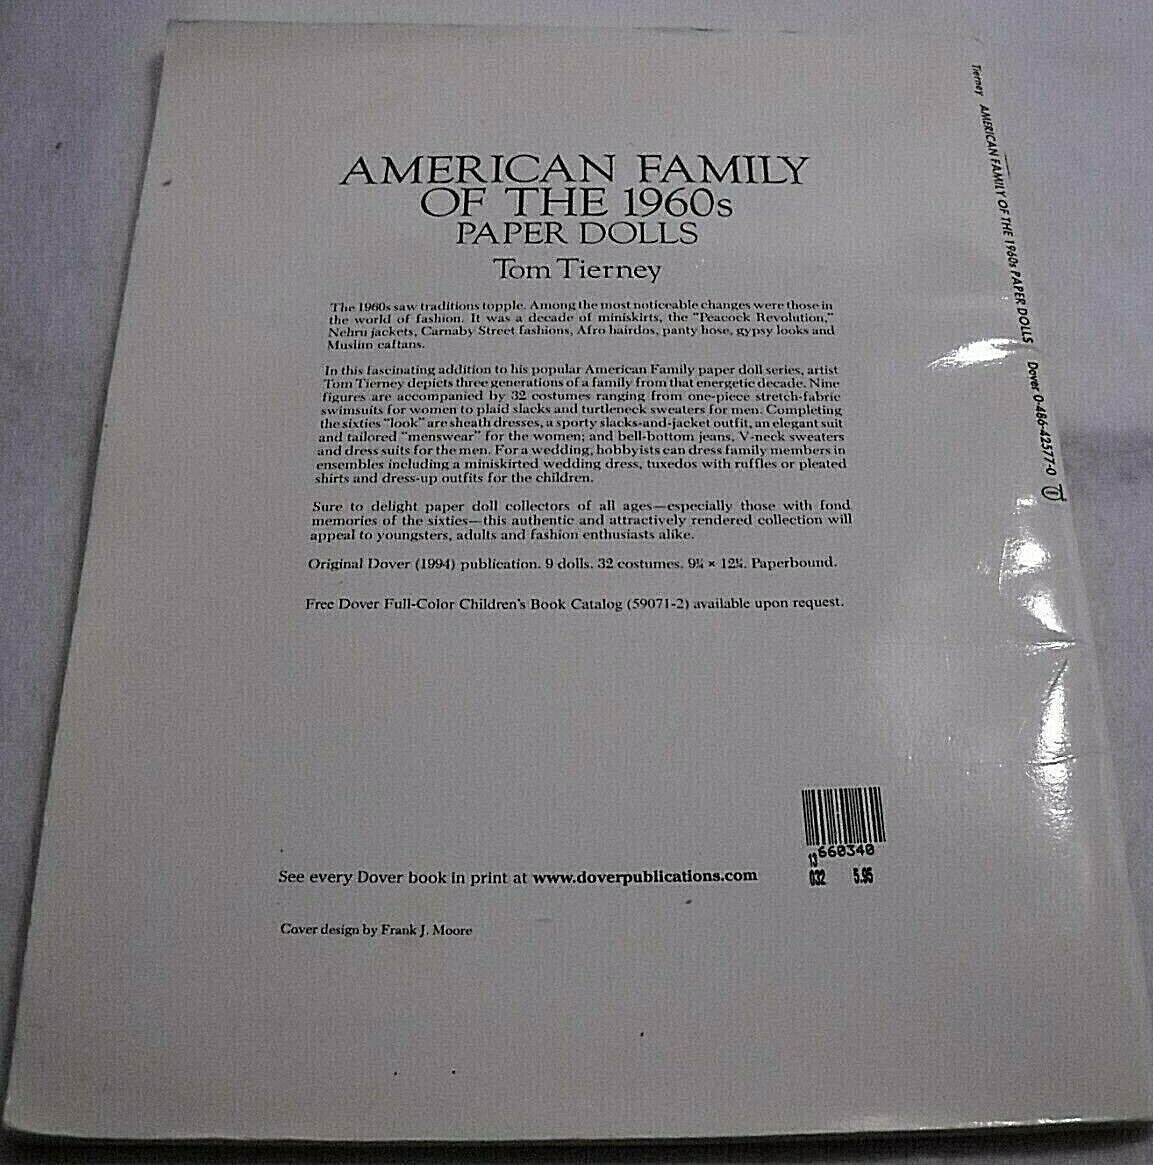 AMERICAN FAMILY
OF THE 1960s
PAPER DOLLS
Tom Tierney
The 1960s saw traditions topple. Among the most noticeable changes were those in
the world of fashion. It was a decade of miniskirts, the "Peacock Revolution,"
Nehru jackets, Carnaby Street fashions, Afro hairdos, panty hose, gypsy looks and
Muslim caftans.
In this fascinating addition to his popular American Family paper doll series, artist
Tom Tierney depicts three generations of a family from that energetic decade. Nine
figures are accompanied by 32 costumes ranging from one-piece stretch-fabric
swimsuits for women to plaid slacks and turtleneck sweaters for men. Completing
the sixties "look" are sheath dresses, a sporty slacks-and-jacket outfit, an elegant suit
and tailored "menswear" for the women; and bell-bottom jeans, V-neck sweaters
and dress suits for the men. For a wedding, hobbyists can dress family members in
ensembles including a miniskirted wedding dress, tuxedos with ruffles or pleated
shirts and dress-up outfits for the children.
Sure to delight paper doll collectors of all ages—especially those with fond
memories of the sixties—this authentic and attractively rendered collection will
appeal to youngsters, adults and fashion enthusiasts alike.
Original Dover (1994) publication. 9 dolls. 32 costumes. 9¼ × 12¼. Paperbound.
Free Dover Full-Color Children's Book Catalog (59071-2) available upon request.
See every Dover book in print at www.doverpublications.com
Cover design by Frank J. Moore
13 660340
032 5.95
Tierney AMERICAN FAMILY OF THE 1960s PAPER DOLLS Dover 0-486-42577-0